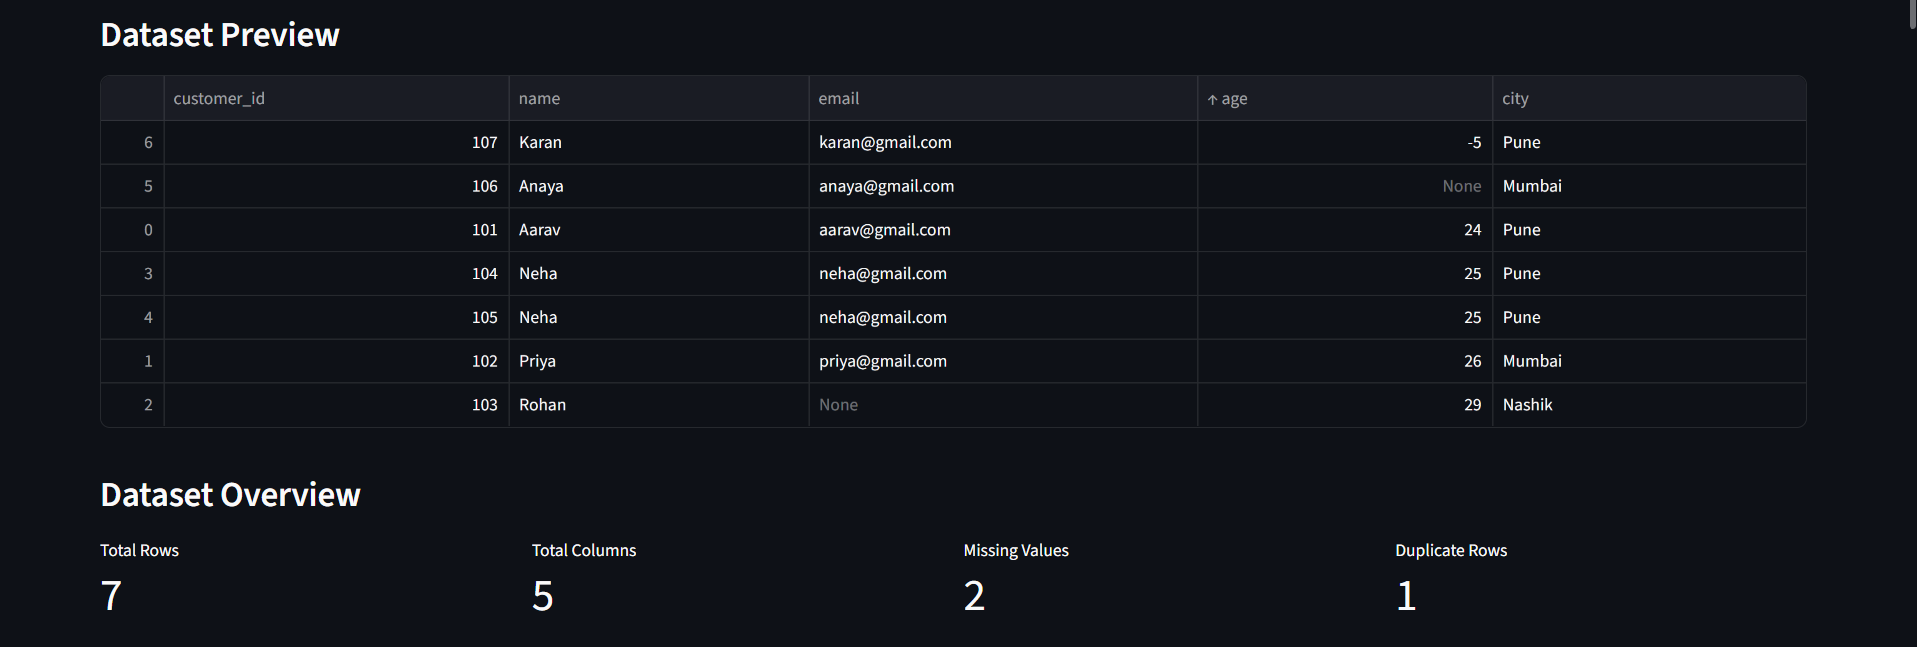 Dataset Preview
customer_id name email ↑ age city
6 107 Karan karan@gmail.com -5 Pune
5 106 Anaya anaya@gmail.com None Mumbai
0 101 Aarav aarav@gmail.com 24 Pune
3 104 Neha neha@gmail.com 25 Pune
4 105 Neha neha@gmail.com 25 Pune
1 102 Priya priya@gmail.com 26 Mumbai
2 103 Rohan None 29 Nashik
Dataset Overview
Total Rows Total Columns Missing Values Duplicate Rows
7 5 2 1